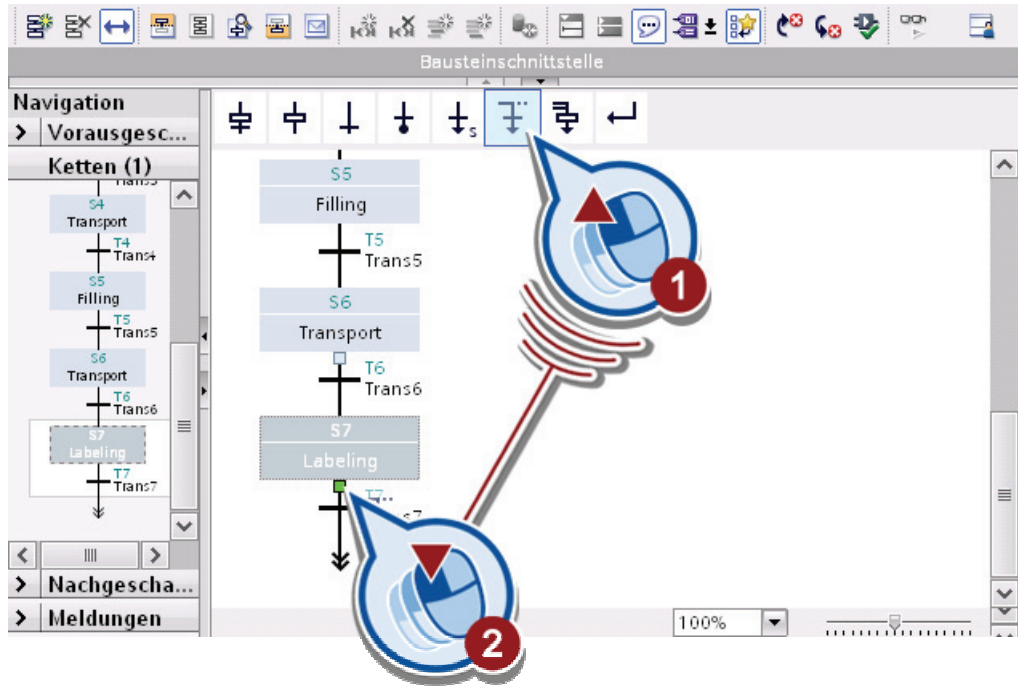 Bausteinschnittstelle
Navigation
Vorausgesc...
Ketten (1)
S4
Transport
T4
Trans4
S5
Filling
T5
Trans5
S6
Transport
T6
Trans6
S7
Labeling
T7
Trans7
Nachgescha...
Meldungen
S
S5
Filling
T5
Trans5
S6
Transport
T6
Trans6
S7
Labeling
1
2
100%